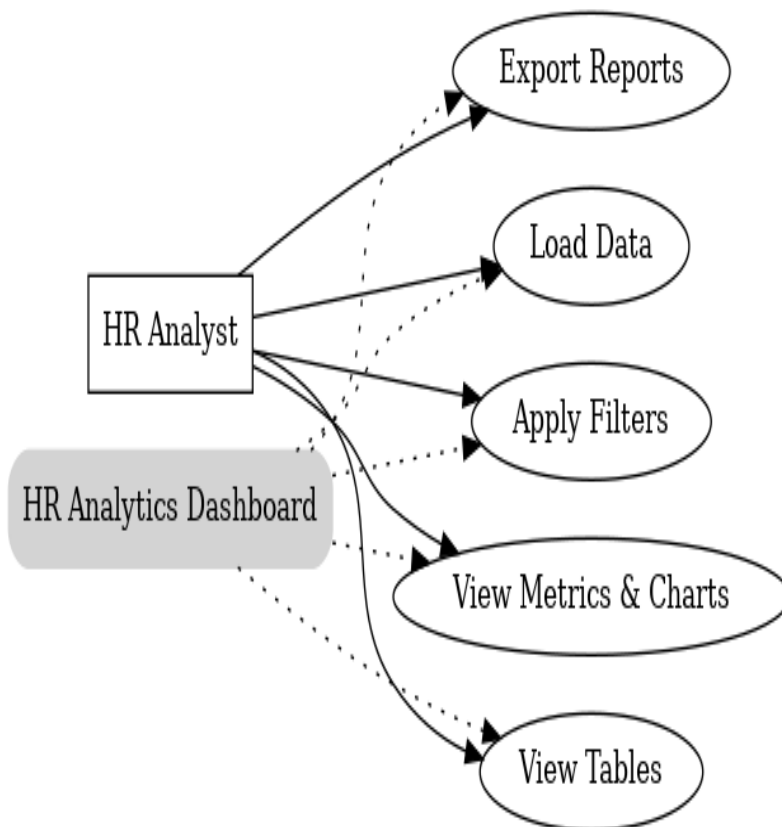 Export Reports
Load Data
HR Analyst
Apply Filters
HR Analytics Dashboard
View Metrics & Charts
View Tables